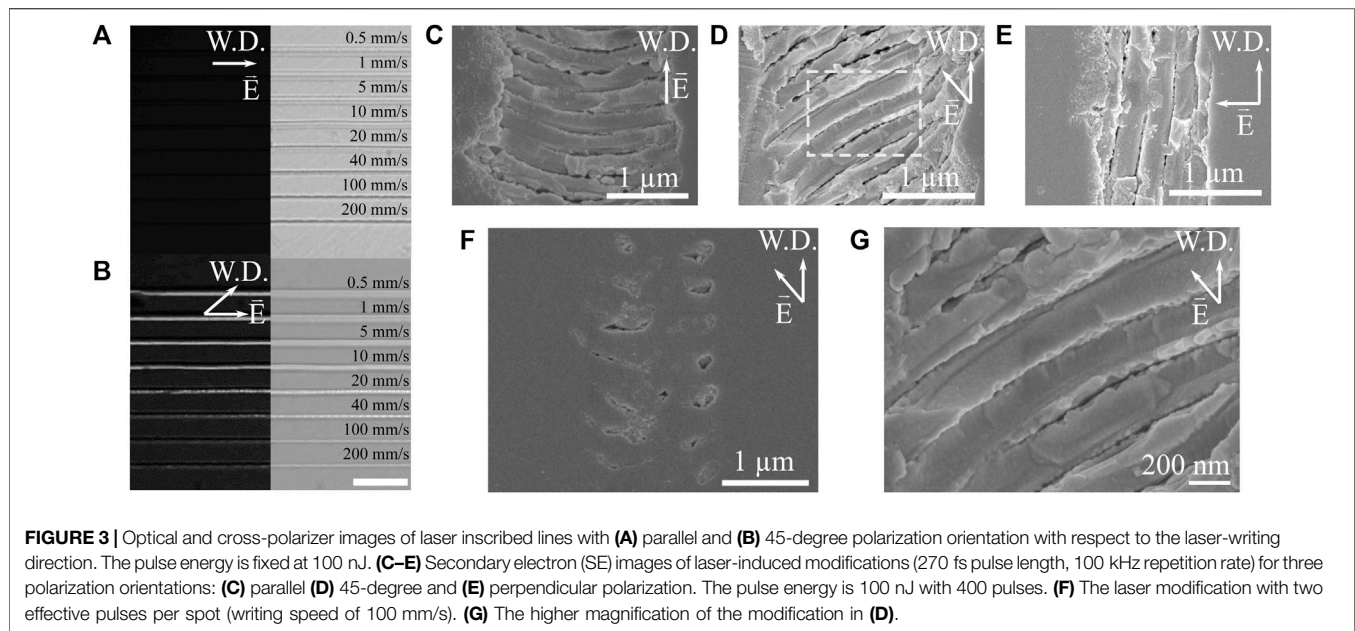 A
W.D.
E̅
0.5 mm/s
1 mm/s
5 mm/s
10 mm/s
20 mm/s
40 mm/s
100 mm/s
200 mm/s
B
W.D.
E̅
0.5 mm/s
1 mm/s
5 mm/s
10 mm/s
20 mm/s
40 mm/s
100 mm/s
200 mm/s
C
W.D.
E̅
1 µm
D
W.D.
E̅
1 µm
E
W.D.
E̅
1 µm
F
W.D.
E̅
1 µm
G
W.D.
E̅
200 nm
FIGURE 3 | Optical and cross-polarizer images of laser inscribed lines with (A) parallel and (B) 45-degree polarization orientation with respect to the laser-writing
direction. The pulse energy is fixed at 100 nJ. (C–E) Secondary electron (SE) images of laser-induced modifications (270 fs pulse length, 100 kHz repetition rate) for three
polarization orientations: (C) parallel (D) 45-degree and (E) perpendicular polarization. The pulse energy is 100 nJ with 400 pulses. (F) The laser modification with two
effective pulses per spot (writing speed of 100 mm/s). (G) The higher magnification of the modification in (D).